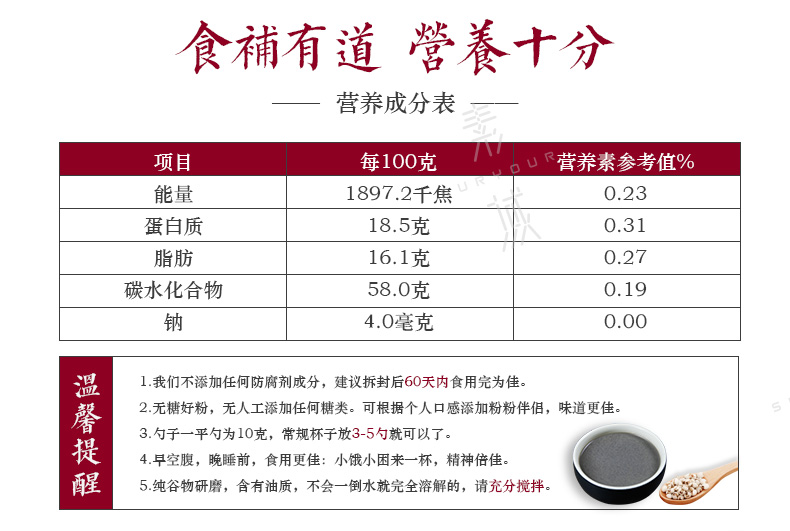 食補有道 營養十分
营养成分表
项目 每100克 营养素参考值%
能量 1897.2千焦 0.23
蛋白质 18.5克 0.31
脂肪 16.1克 0.27
碳水化合物 58.0克 0.19
钠 4.0毫克 0.00
温馨提醒
1.我们不添加任何防腐剂成分，建议拆封后60天内食用完为佳。
2.无糖好粉，无人工添加任何糖类。可根据个人口感添加粉粉伴侣，味道更佳。
3.勺子一平勺为10克，常规杯子放3-5勺就可以了。
4.早空腹，晚睡前，食用更佳：小饿小困来一杯，精神倍佳。
5.纯谷物研磨，含有油质，不会一倒水就完全溶解的，请充分搅拌。